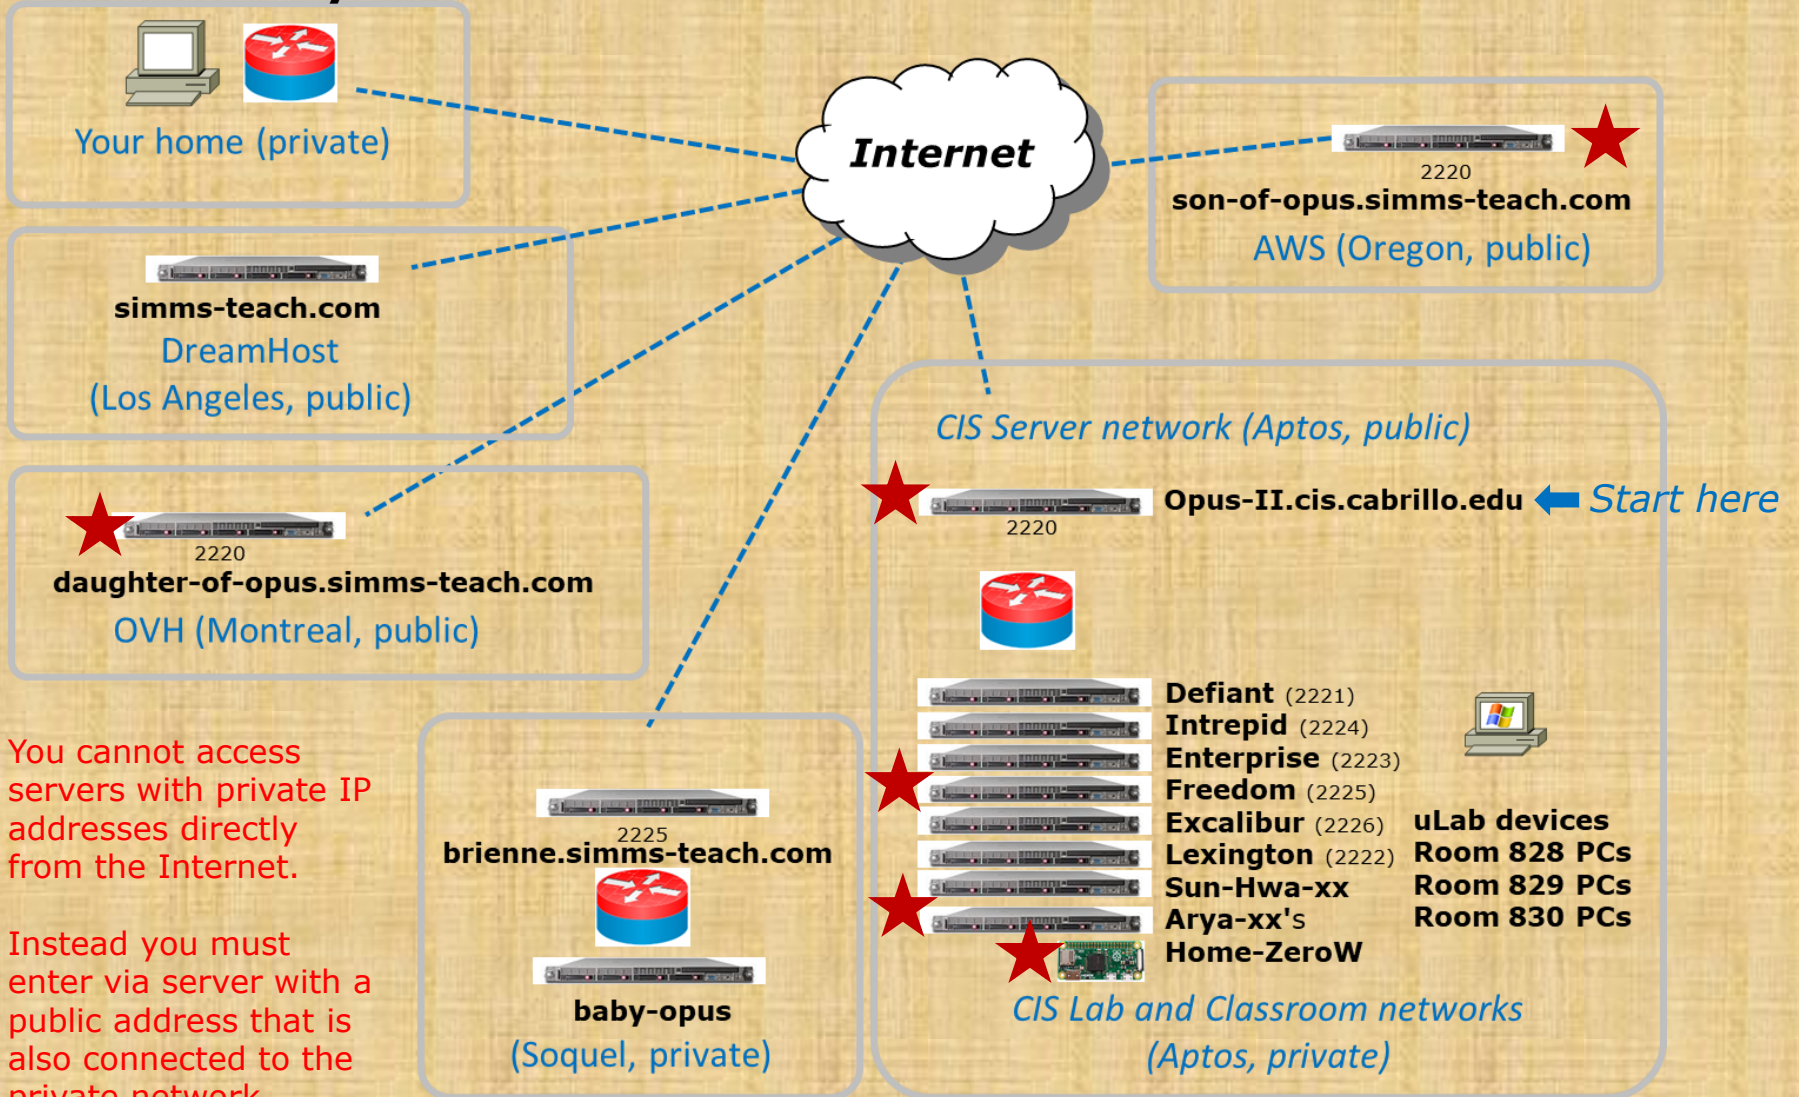 Your home (private)
Internet
2220
son-of-opus.simms-teach.com
AWS (Oregon, public)
simms-teach.com
DreamHost
(Los Angeles, public)
2220
daughter-of-opus.simms-teach.com
OVH (Montreal, public)
CIS Server network (Aptos, public)
Opus-II.cis.cabrillo.edu
Start here
2220
You cannot access
servers with private IP
addresses directly
from the Internet.
Instead you must
enter via server with a
public address that is
also connected to the
private network
2225
brienne.simms-teach.com
baby-opus
(Soquel, private)
Defiant (2221)
Intrepid (2224)
Enterprise (2223)
Freedom (2225)
Excalibur (2226)
Lexington (2222)
Sun-Hwa-xx
Arya-xx's
Home-ZeroW
uLab devices
Room 828 PCs
Room 829 PCs
Room 830 PCs
CIS Lab and Classroom networks
(Aptos, private)